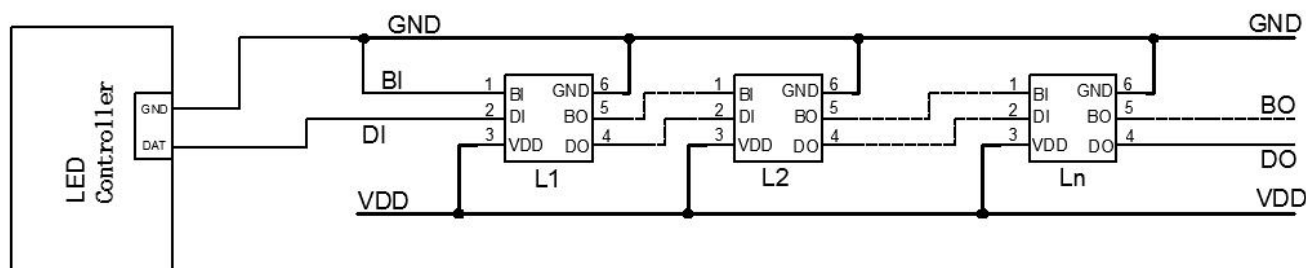 GND GND
LED Controller
GND
DAT
BI
DI
1 BI GND 6
2 DI BO 5
3 VDD DO 4
L1
1 BI GND 6
2 DI BO 5
3 VDD DO 4
L2
1 BI GND 6
2 DI BO 5
3 VDD DO 4
Ln
BO
DO
VDD VDD